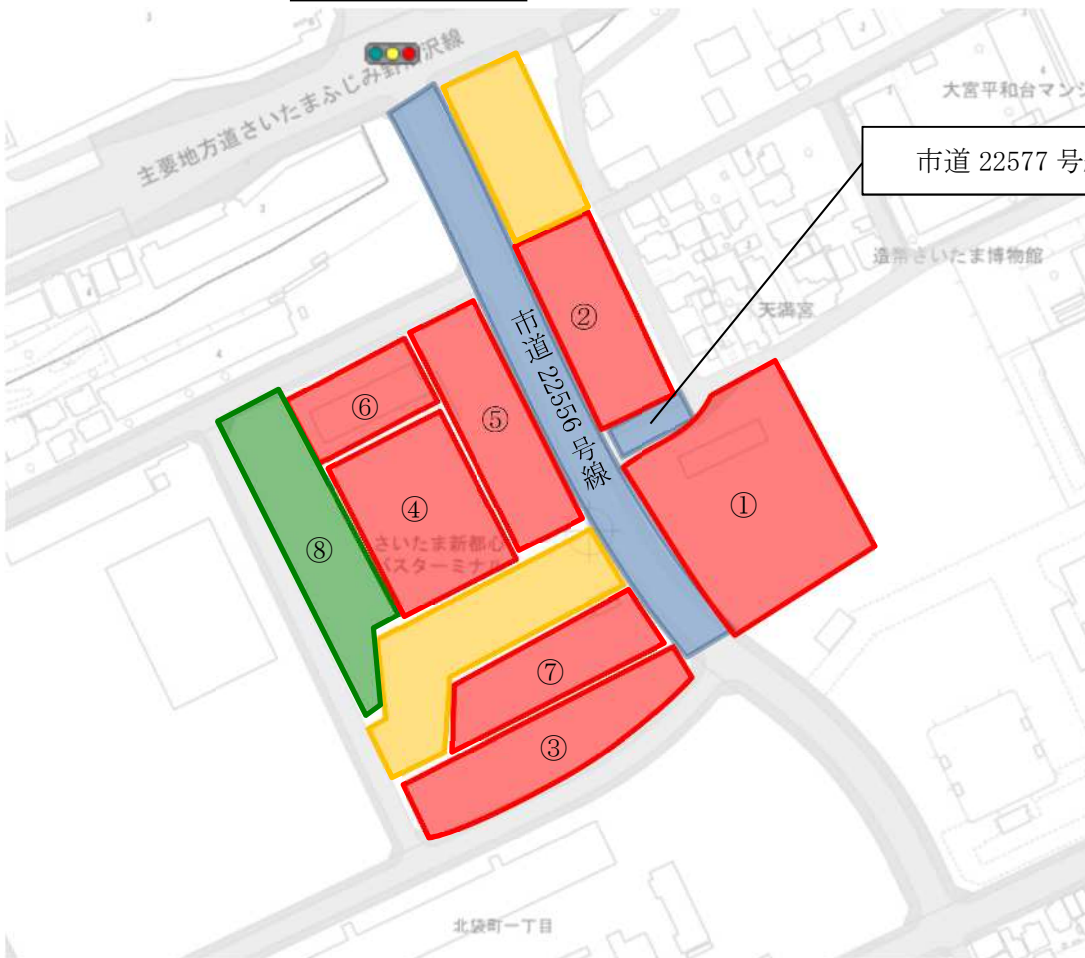 主要地方道さいたまふじみ野所沢線
大宮平和台マンシ
市道 22577 号
造幣さいたま博物館
天満宮
②
市道 22556 号線
⑥
⑤
④
①
さいたま新都心
バスターミナル
⑧
⑦
③
北袋町一丁目